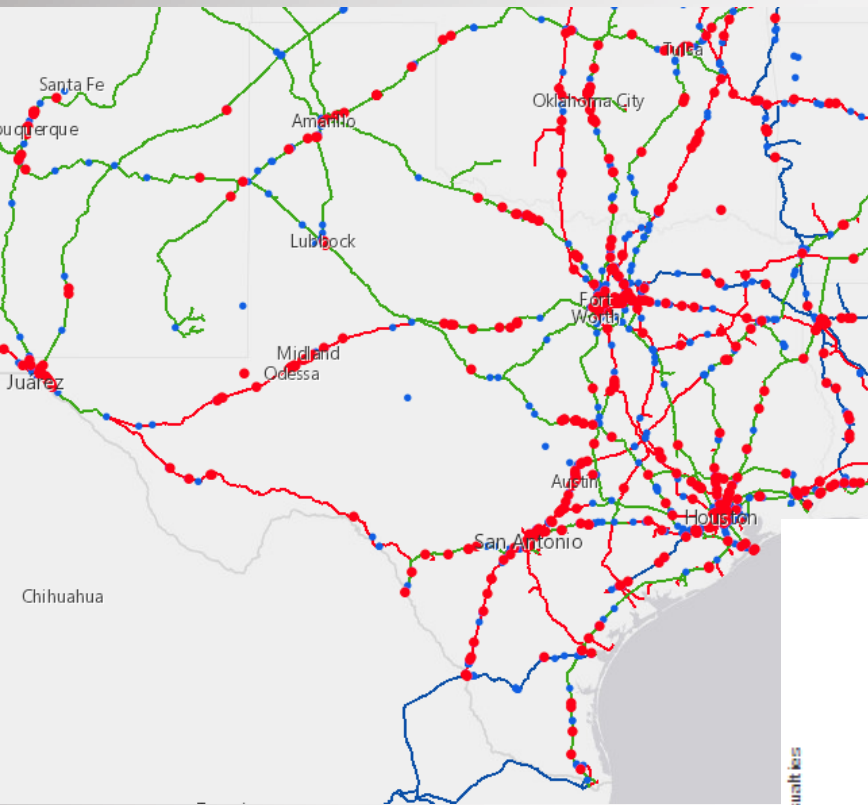 Santa Fe
Tulsa
Oklahoma City
uquerque
Amarillo
Lubbock
Fort
Worth
Midland
Odessa
Juárez
Austin
Houston
San Antonio
Chihuahua
ualties